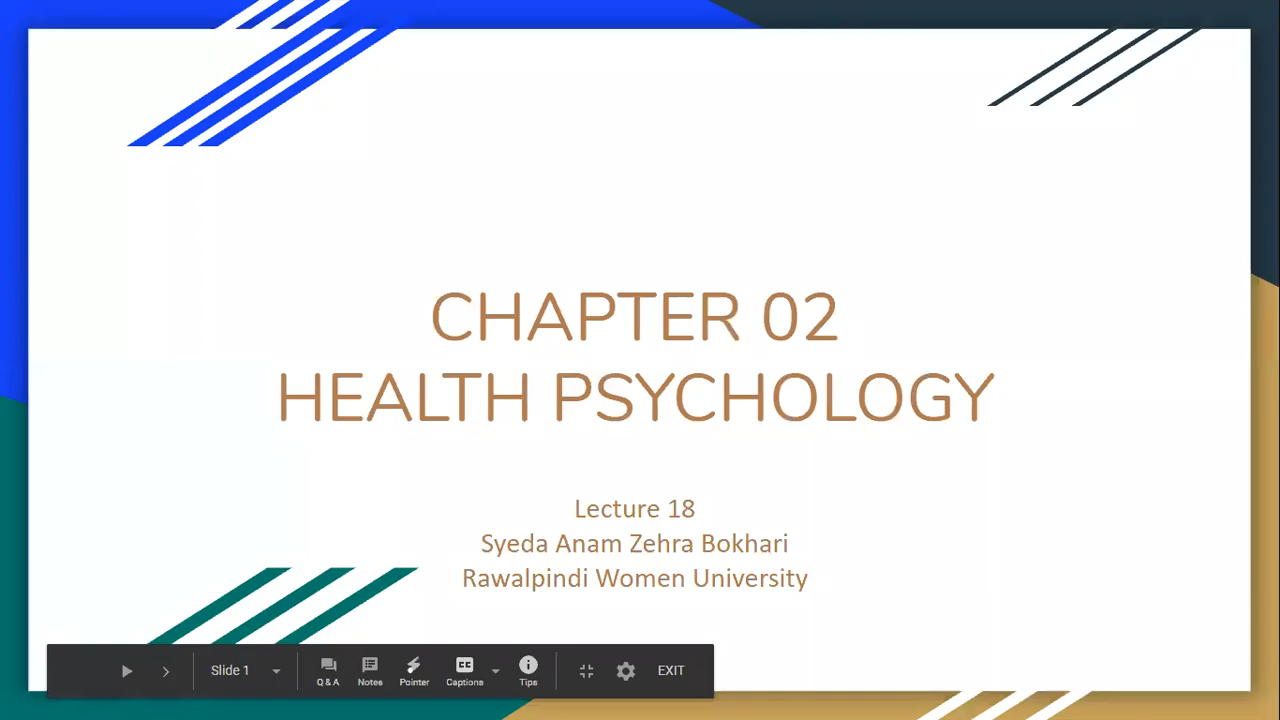 CHAPTER 02
HEALTH PSYCHOLOGY
Lecture 18
Syeda Anam Zehra Bokhari
Rawalpindi Women University
Slide 1
Q & A
Notes
Pointer
CC
Captions
Tips
EXIT